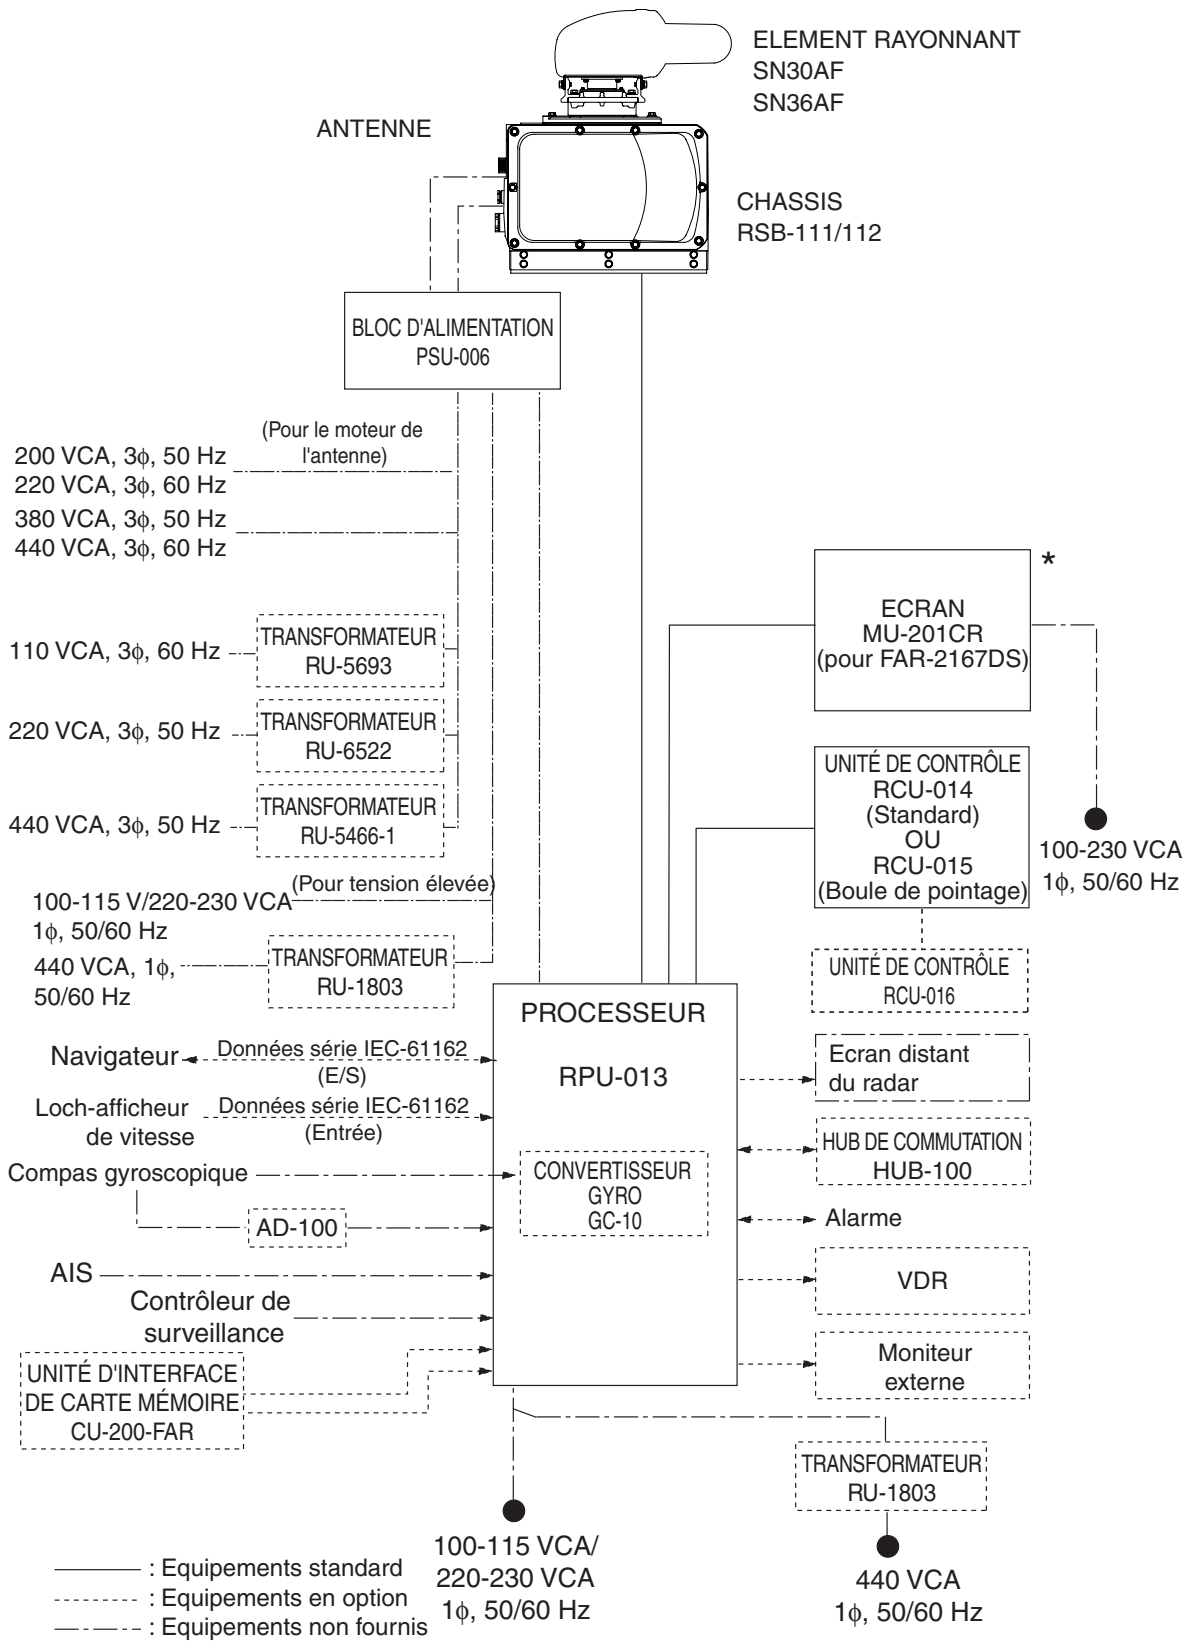 ELEMENT RAYONNANT
SN30AF
SN36AF
ANTENNE
CHASSIS
RSB-111/112
BLOC D'ALIMENTATION
PSU-006
(Pour le moteur de
l'antenne)
200 VCA, 3ϕ, 50 Hz
220 VCA, 3ϕ, 60 Hz
380 VCA, 3ϕ, 50 Hz
440 VCA, 3ϕ, 60 Hz
110 VCA, 3ϕ, 60 Hz
TRANSFORMATEUR
RU-5693
220 VCA, 3ϕ, 50 Hz
TRANSFORMATEUR
RU-6522
440 VCA, 3ϕ, 50 Hz
TRANSFORMATEUR
RU-5466-1
(Pour tension élevée)
100-115 V/220-230 VCA
1ϕ, 50/60 Hz
440 VCA, 1ϕ,
50/60 Hz
TRANSFORMATEUR
RU-1803
*
ECRAN
MU-201CR
(pour FAR-2167DS)
UNITÉ DE CONTRÔLE
RCU-014
(Standard)
OU
RCU-015
(Boule de pointage)
100-230 VCA
1ϕ, 50/60 Hz
UNITÉ DE CONTRÔLE
RCU-016
PROCESSEUR
RPU-013
CONVERTISSEUR
GYRO
GC-10
Navigateur
Données série IEC-61162
(E/S)
Loch-afficheur
de vitesse
Données série IEC-61162
(Entrée)
Compas gyroscopique
AD-100
AIS
Contrôleur de
surveillance
UNITÉ D'INTERFACE
DE CARTE MÉMOIRE
CU-200-FAR
Ecran distant
du radar
HUB DE COMMUTATION
HUB-100
Alarme
VDR
Moniteur
externe
TRANSFORMATEUR
RU-1803
100-115 VCA/
220-230 VCA
1ϕ, 50/60 Hz
440 VCA
1ϕ, 50/60 Hz
: Equipements standard
: Equipements en option
: Equipements non fournis